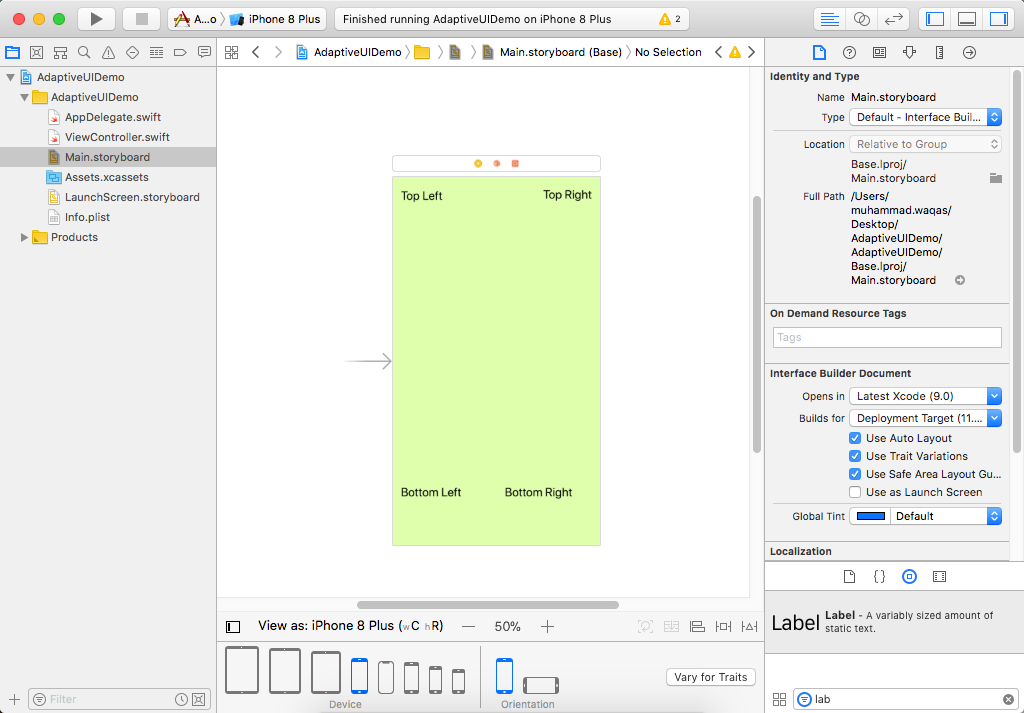 A...o
iPhone 8 Plus
Finished running AdaptiveUIDemo on iPhone 8 Plus
2
AdaptiveUIDemo
Main.storyboard (Base)
No Selection
AdaptiveUIDemo
AdaptiveUIDemo
AppDelegate.swift
ViewController.swift
Main.storyboard
Assets.xcassets
LaunchScreen.storyboard
Info.plist
Products
Filter
Top Left
Top Right
Bottom Left
Bottom Right
View as: iPhone 8 Plus (wC hR)
50%
Device
Orientation
Vary for Traits
Identity and Type
Name Main.storyboard
Type Default - Interface Buil...
Location Relative to Group
Base.lproj/
Main.storyboard
Full Path /Users/
muhammad.waqas/
Desktop/
AdaptiveUIDemo/
AdaptiveUIDemo/
Base.lproj/
Main.storyboard
On Demand Resource Tags
Tags
Interface Builder Document
Opens in Latest Xcode (9.0)
Builds for Deployment Target (11....
Use Auto Layout
Use Trait Variations
Use Safe Area Layout Gu...
Use as Launch Screen
Global Tint Default
Localization
{}
Label
Label - A variably sized amount of
static text.
lab